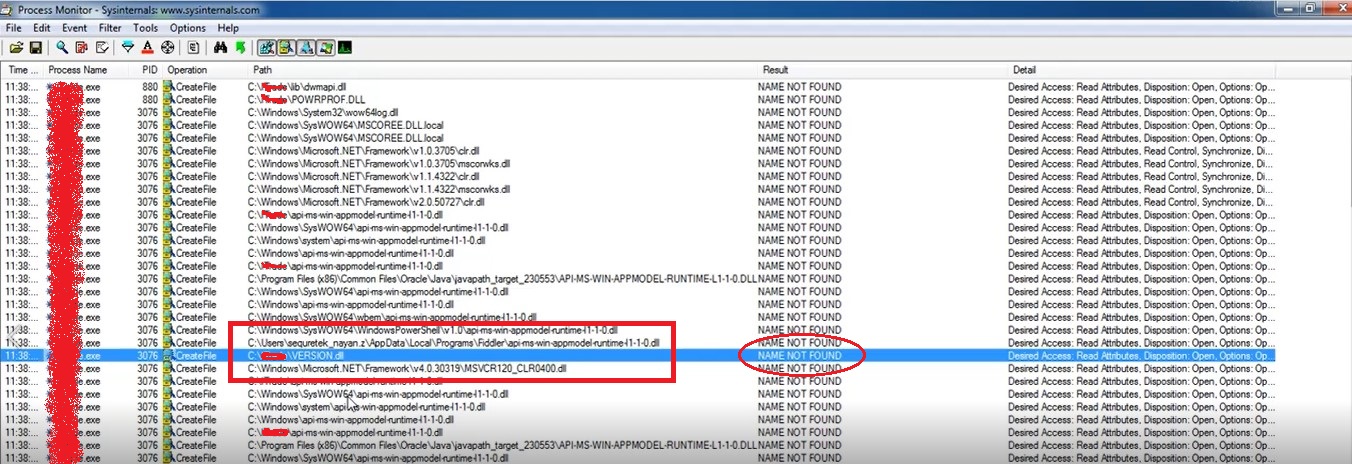 Process Monitor - Sysinternals: www.sysinternals.com
File Edit Event Filter Tools Options Help
Time ... Process Name PID Operation Path Result Detail
11:38:... .exe 880 CreateFile C:\ \lib\dwmapi.dll NAME NOT FOUND Desired Access: Read Attributes, Disposition: Open, Options: Op...
11:38:... .exe 880 CreateFile C:\ \POWRPROF.DLL NAME NOT FOUND Desired Access: Read Attributes, Disposition: Open, Options: Op...
11:38:... .exe 3076 CreateFile C:\Windows\System32\wow64log.dll NAME NOT FOUND Desired Access: Read Attributes, Disposition: Open, Options: Op...
11:38:... .exe 3076 CreateFile C:\Windows\SysWOW64\MSCOREE.DLL.local NAME NOT FOUND Desired Access: Read Attributes, Disposition: Open, Options: Op...
11:38:... .exe 3076 CreateFile C:\Windows\SysWOW64\MSCOREE.DLL.local NAME NOT FOUND Desired Access: Read Attributes, Disposition: Open, Options: Op...
11:38:... .exe 3076 CreateFile C:\Windows\Microsoft.NET\Framework\v1.0.3705\clr.dll NAME NOT FOUND Desired Access: Read Attributes, Read Control, Synchronize, Di...
11:38:... .exe 3076 CreateFile C:\Windows\Microsoft.NET\Framework\v1.0.3705\mscorwks.dll NAME NOT FOUND Desired Access: Read Attributes, Read Control, Synchronize, Di...
11:38:... .exe 3076 CreateFile C:\Windows\Microsoft.NET\Framework\v1.1.4322\clr.dll NAME NOT FOUND Desired Access: Read Attributes, Read Control, Synchronize, Di...
11:38:... .exe 3076 CreateFile C:\Windows\Microsoft.NET\Framework\v1.1.4322\mscorwks.dll NAME NOT FOUND Desired Access: Read Attributes, Read Control, Synchronize, Di...
11:38:... .exe 3076 CreateFile C:\Windows\Microsoft.NET\Framework\v2.0.50727\clr.dll NAME NOT FOUND Desired Access: Read Attributes, Read Control, Synchronize, Di...
11:38:... .exe 3076 CreateFile C:\ \api-ms-win-appmodel-runtime-l1-1-0.dll NAME NOT FOUND Desired Access: Read Attributes, Disposition: Open, Options: Op...
11:38:... .exe 3076 CreateFile C:\Windows\SysWOW64\api-ms-win-appmodel-runtime-l1-1-0.dll NAME NOT FOUND Desired Access: Read Attributes, Disposition: Open, Options: Op...
11:38:... .exe 3076 CreateFile C:\Windows\system\api-ms-win-appmodel-runtime-l1-1-0.dll NAME NOT FOUND Desired Access: Read Attributes, Disposition: Open, Options: Op...
11:38:... .exe 3076 CreateFile C:\Windows\api-ms-win-appmodel-runtime-l1-1-0.dll NAME NOT FOUND Desired Access: Read Attributes, Disposition: Open, Options: Op...
11:38:... .exe 3076 CreateFile C:\ \api-ms-win-appmodel-runtime-l1-1-0.dll NAME NOT FOUND Desired Access: Read Attributes, Disposition: Open, Options: Op...
11:38:... .exe 3076 CreateFile C:\Program Files (x86)\Common Files\Oracle\Java\javapath_target_230553\API-MS-WIN-APPMODEL-RUNTIME-L1-1-0.DLL NAME NOT FOUND Desired Access: Read Attributes, Disposition: Open, Options: Op...
11:38:... .exe 3076 CreateFile C:\Windows\SysWOW64\api-ms-win-appmodel-runtime-l1-1-0.dll NAME NOT FOUND Desired Access: Read Attributes, Disposition: Open, Options: Op...
11:38:... .exe 3076 CreateFile C:\Windows\api-ms-win-appmodel-runtime-l1-1-0.dll NAME NOT FOUND Desired Access: Read Attributes, Disposition: Open, Options: Op...
11:38:... .exe 3076 CreateFile C:\Windows\SysWOW64\wbem\api-ms-win-appmodel-runtime-l1-1-0.dll NAME NOT FOUND Desired Access: Read Attributes, Disposition: Open, Options: Op...
11:38:... .exe 3076 CreateFile C:\Windows\SysWOW64\WindowsPowerShell\v1.0\api-ms-win-appmodel-runtime-l1-1-0.dll NAME NOT FOUND Desired Access: Read Attributes, Disposition: Open, Options: Op...
11:38:... .exe 3076 CreateFile C:\Users\sequretek_nayan.z\AppData\Local\Programs\Fiddler\api-ms-win-appmodel-runtime-l1-1-0.dll NAME NOT FOUND Desired Access: Read Attributes, Disposition: Open, Options: Op...
11:38:... .exe 3076 CreateFile C:\ \VERSION.dll NAME NOT FOUND Desired Access: Read Attributes, Disposition: Open, Options: Op...
11:38:... .exe 3076 CreateFile C:\Windows\Microsoft.NET\Framework\v4.0.30319\MSVCR120_CLR0400.dll NAME NOT FOUND Desired Access: Read Attributes, Disposition: Open, Options: Op...
11:38:... .exe 3076 CreateFile C:\ \api-ms-win-appmodel-runtime-l1-1-0.dll NAME NOT FOUND Desired Access: Read Attributes, Disposition: Open, Options: Op...
11:38:... .exe 3076 CreateFile C:\Windows\SysWOW64\api-ms-win-appmodel-runtime-l1-1-0.dll NAME NOT FOUND Desired Access: Read Attributes, Disposition: Open, Options: Op...
11:38:... .exe 3076 CreateFile C:\Windows\system\api-ms-win-appmodel-runtime-l1-1-0.dll NAME NOT FOUND Desired Access: Read Attributes, Disposition: Open, Options: Op...
11:38:... .exe 3076 CreateFile C:\Windows\api-ms-win-appmodel-runtime-l1-1-0.dll NAME NOT FOUND Desired Access: Read Attributes, Disposition: Open, Options: Op...
11:38:... .exe 3076 CreateFile C:\ \api-ms-win-appmodel-runtime-l1-1-0.dll NAME NOT FOUND Desired Access: Read Attributes, Disposition: Open, Options: Op...
11:38:... .exe 3076 CreateFile C:\Program Files (x86)\Common Files\Oracle\Java\javapath_target_230553\API-MS-WIN-APPMODEL-RUNTIME-L1-1-0.DLL NAME NOT FOUND Desired Access: Read Attributes, Disposition: Open, Options: Op...
11:38:... .exe 3076 CreateFile C:\Windows\SysWOW64\api-ms-win-appmodel-runtime-l1-1-0.dll NAME NOT FOUND Desired Access: Read Attributes, Disposition: Open, Options: Op...